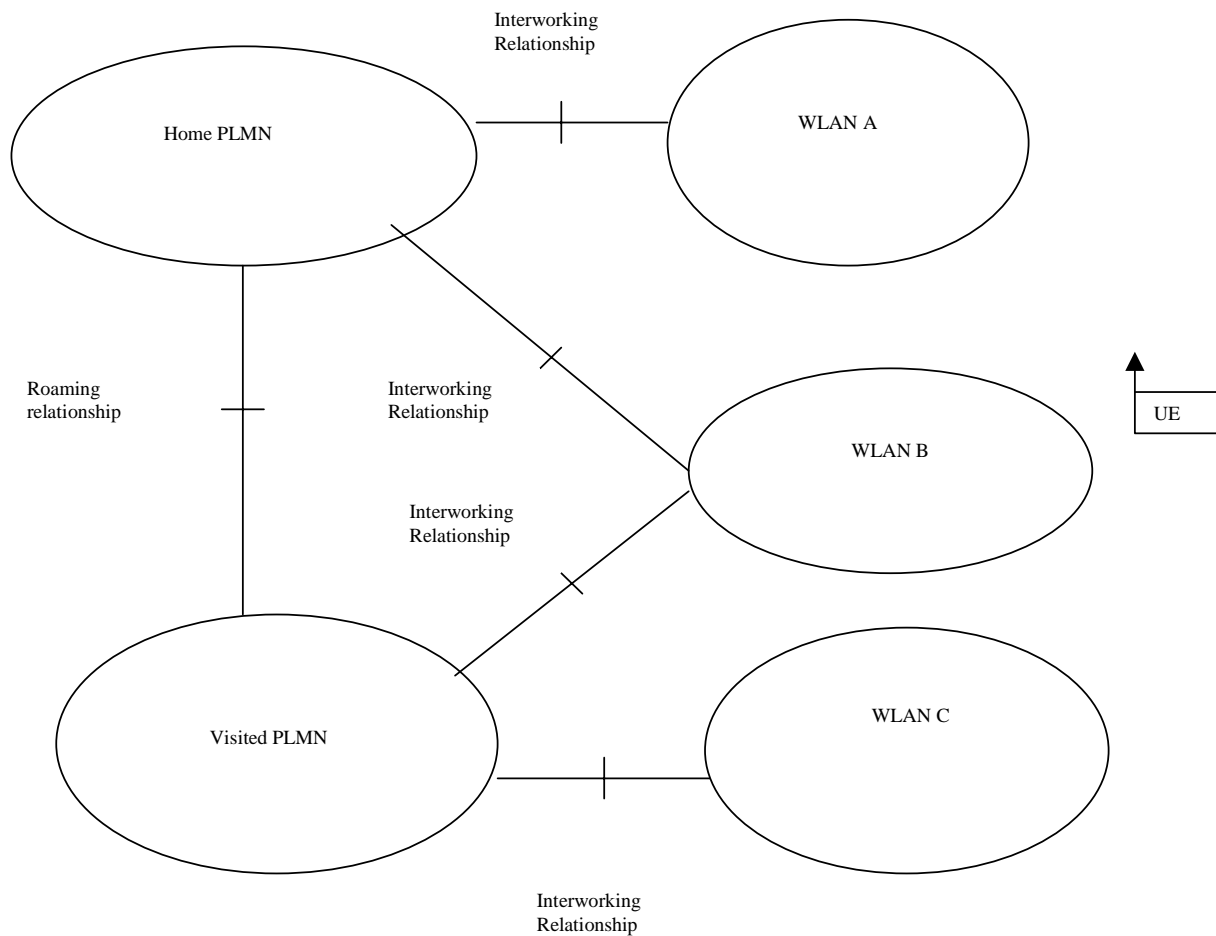 Interworking
Relationship
Home PLMN
WLAN A
Roaming
relationship
Interworking
Relationship
UE
WLAN B
Interworking
Relationship
WLAN C
Visited PLMN
Interworking
Relationship